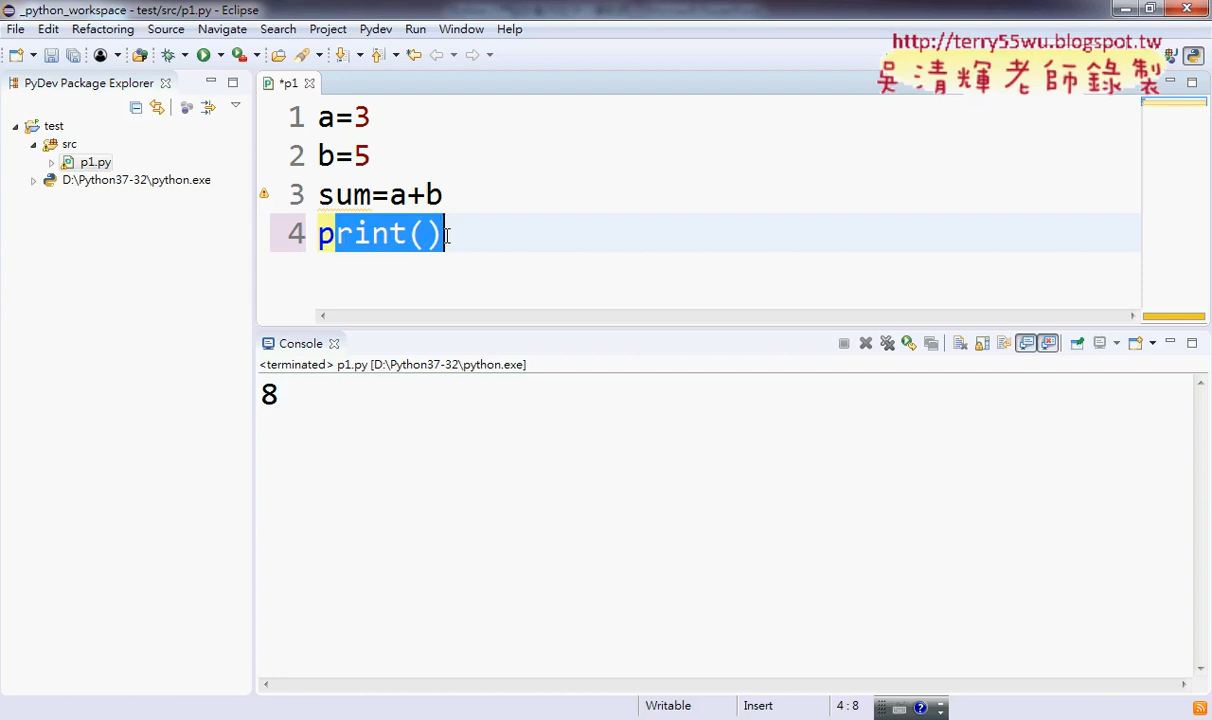 _python_workspace - test/src/p1.py - Eclipse
File Edit Refactoring Source Navigate Search Project Pydev Run Window Help
http://terry55wu.blogspot.tw
吳清輝老師錄製
PyDev Package Explorer
*p1
test
src
p1.py
D:\Python37-32\python.exe
1 a=3
2 b=5
3 sum=a+b
4 print()
Console
<terminated> p1.py [D:\Python37-32\python.exe]
8
Writable Insert 4 : 8